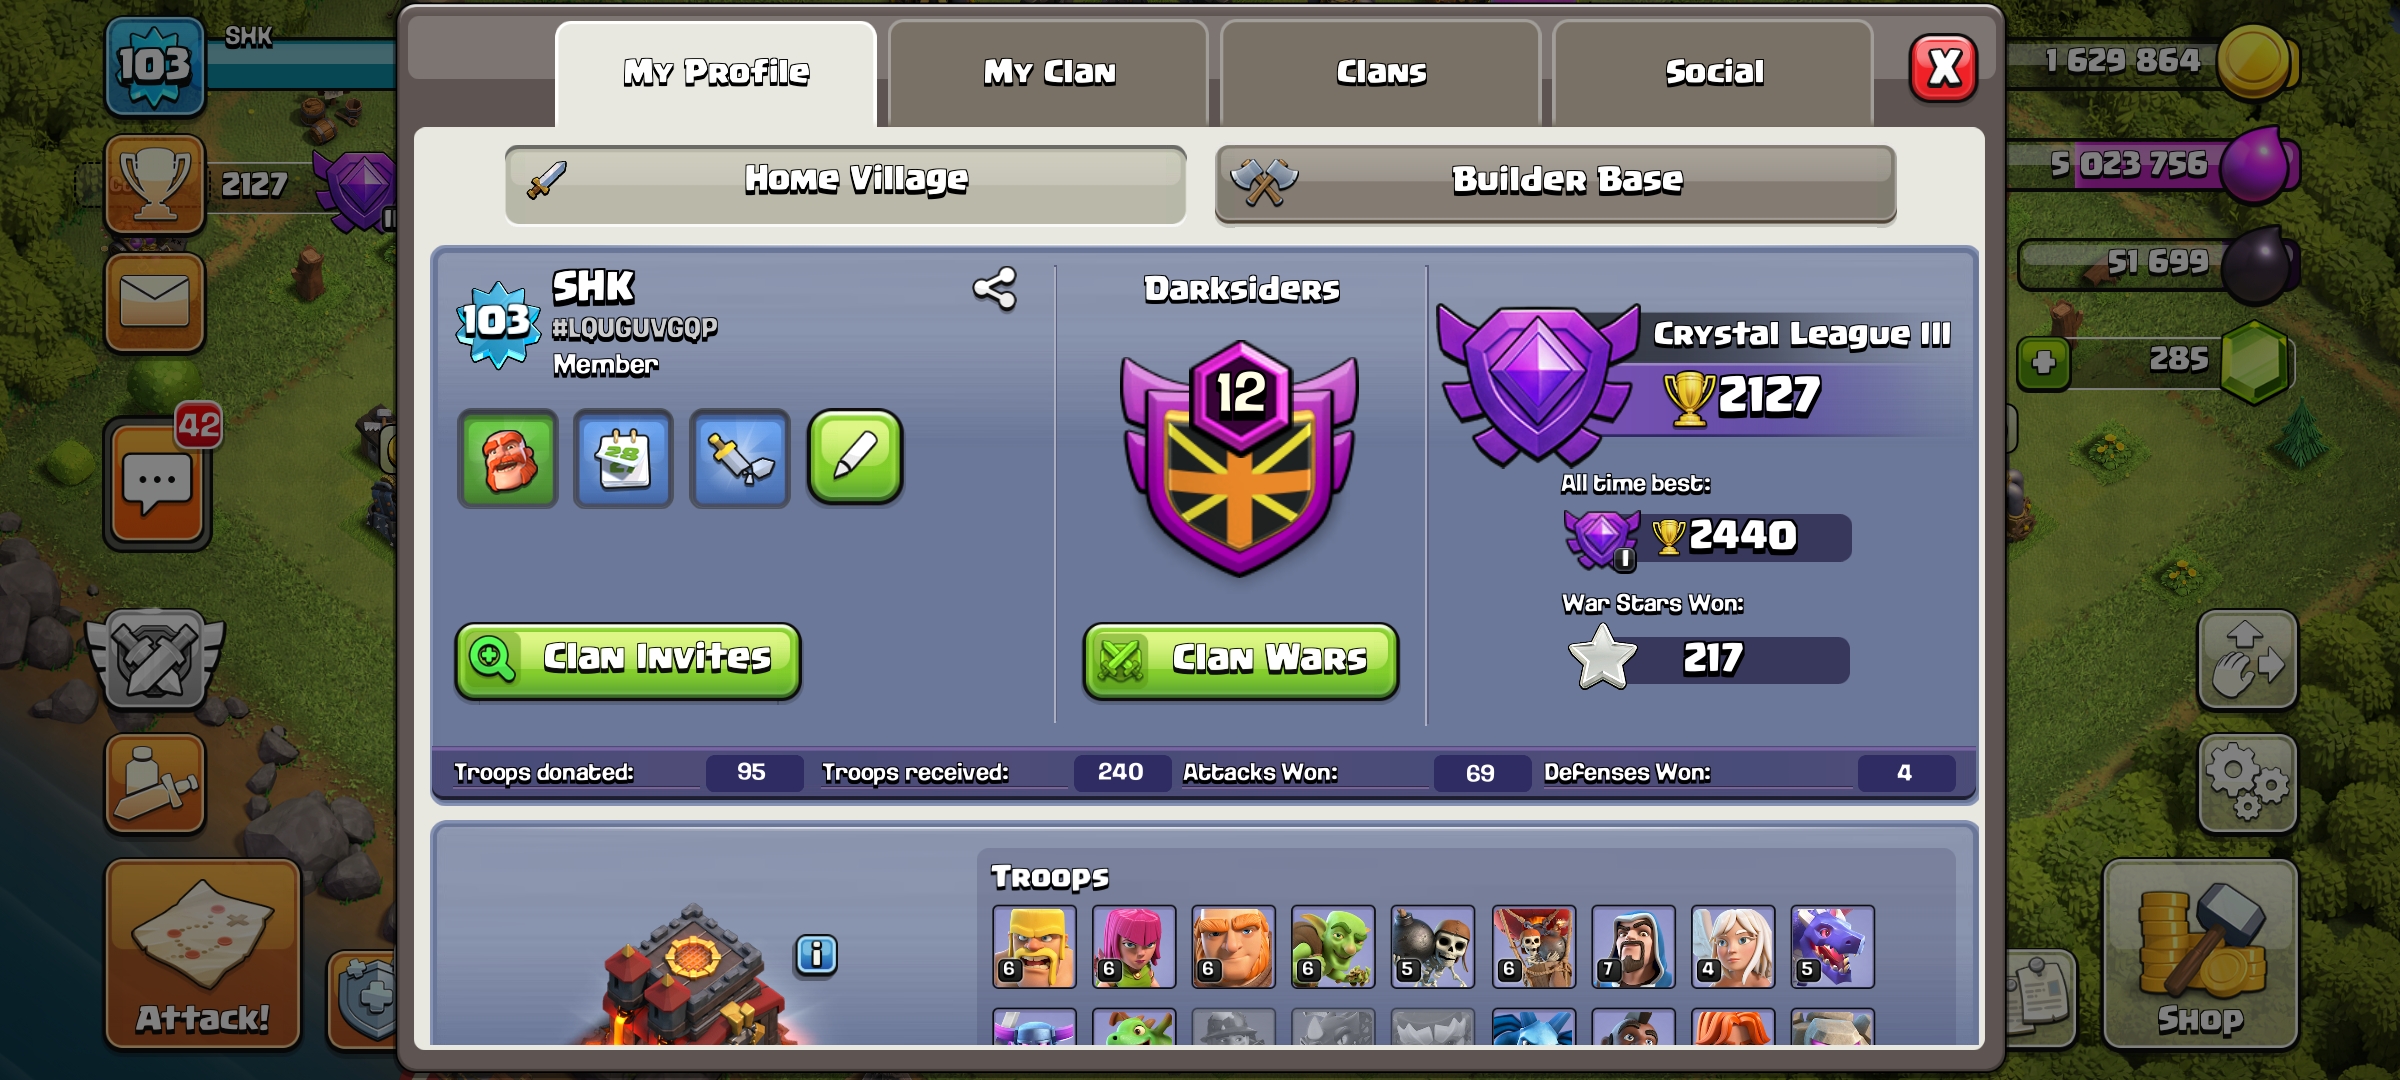 My Profile
My Clan
Clans
Social
X
103
SHK
2127
1 629 864
5 023 756
51 699
285
42
Attack!
Shop
Home Village
Builder Base
103
SHK
#LQUGUVGQP
Member
Clan Invites
Darksiders
12
Clan Wars
Crystal League III
2127
All time best:
I
2440
War Stars Won:
217
Troops donated: 95
Troops received: 240
Attacks Won: 69
Defenses Won: 4
i
Troops
6 6 6 6 5 6 7 4 5